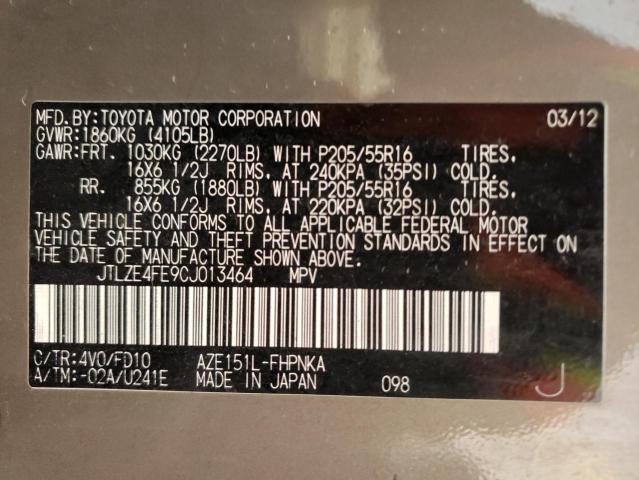 MFD.BY:TOYOTA MOTOR CORPORATION 03/12
GVWR:1860KG (4105LB)
GAWR:FRT. 1030KG (2270LB) WITH P205/55R16 TIRES,
16X6 1/2J RIMS, AT 240KPA (35PSI) COLD.
RR. 855KG (1880LB) WITH P205/55R16 TIRES,
16X6 1/2J RIMS, AT 220KPA (32PSI) COLD.
THIS VEHICLE CONFORMS TO ALL APPLICABLE FEDERAL MOTOR
VEHICLE SAFETY AND THEFT PREVENTION STANDARDS IN EFFECT ON
THE DATE OF MANUFACTURE SHOWN ABOVE.
JTLZE4FE9CJ013464 MPV
C/TR:4V0/FD10 AZE151L-FHPNKA
A/TM:-02A/U241E MADE IN JAPAN 098 J